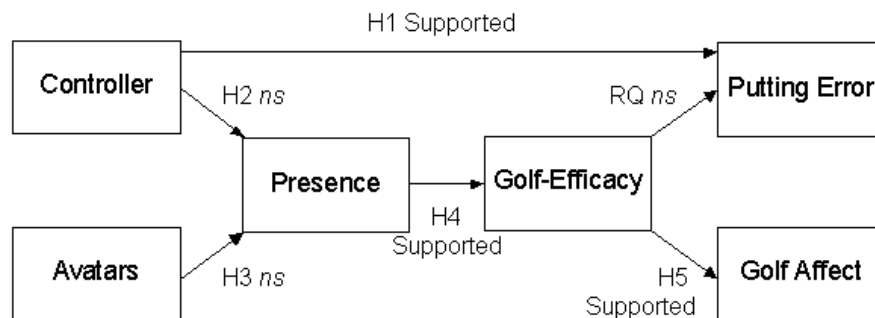 H1 Supported
Controller
Putting Error
H2 ns
RQ ns
Presence
Golf-Efficacy
H4
Supported
Avatars
H3 ns
H5
Supported
Golf Affect